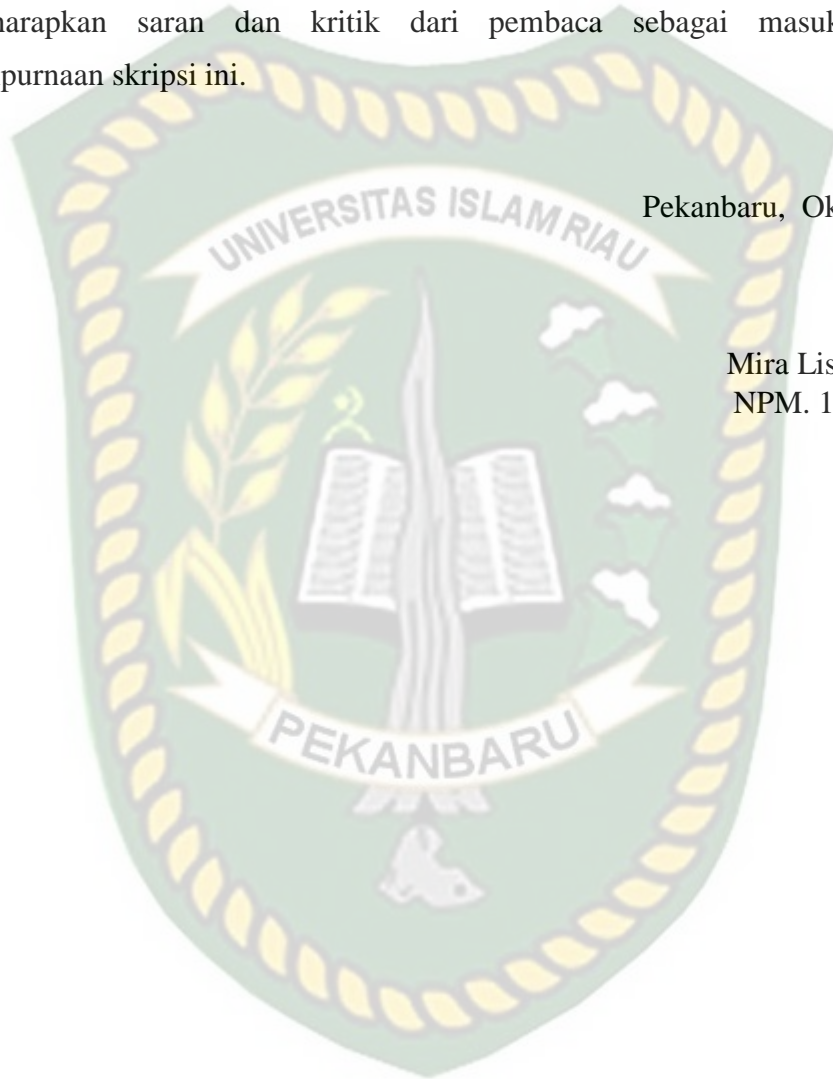 harapkan saran dan kritik dari pembaca sebagai masuk
purnaan skripsi ini.
UNIVERSITAS ISLAM RIAU
Pekanbaru, Ok
Mira Lis
NPM. 1
PEKANBARU